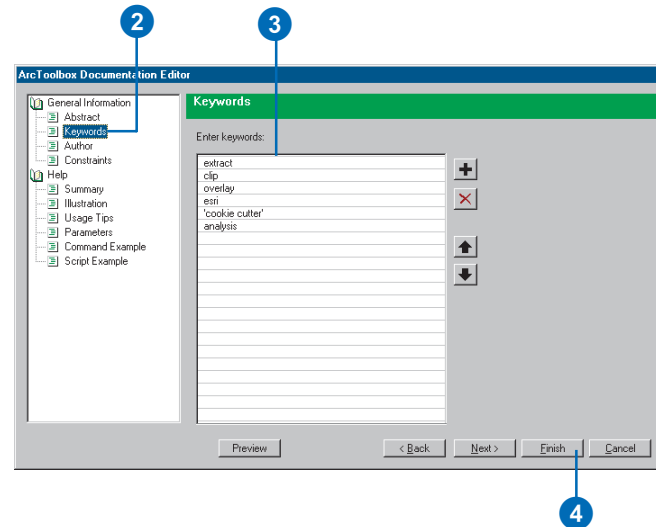 2
3
ArcToolbox Documentation Editor
General Information
Abstract
Keywords
Author
Constraints
Help
Summary
Illustration
Usage Tips
Parameters
Command Example
Script Example
Keywords
Enter keywords:
extract
clip
overlay
esri
'cookie cutter'
analysis
Preview
< Back
Next >
Finish
Cancel
4